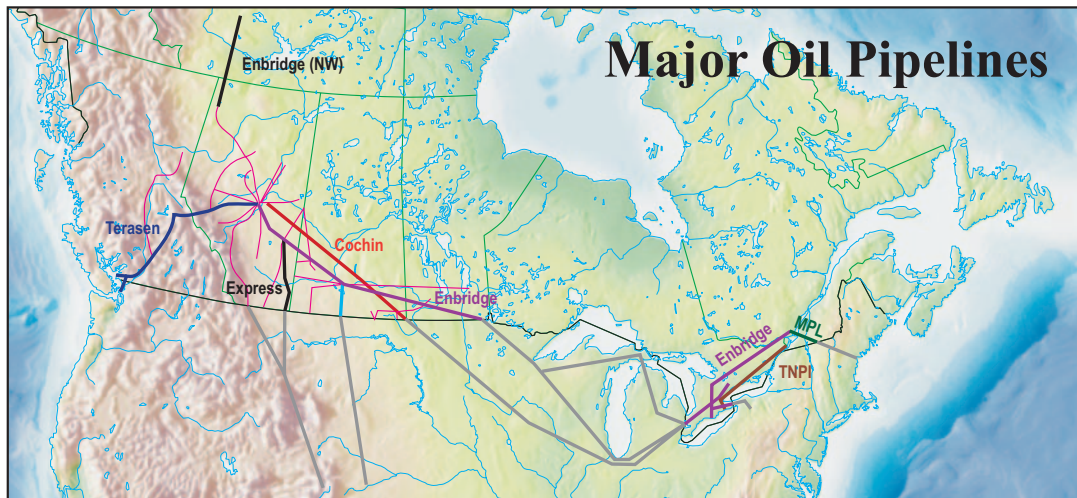 Major Oil Pipelines
Enbridge (NW)
Terasen
Cochin
Express
Enbridge
Enbridge
MPL
TNPI